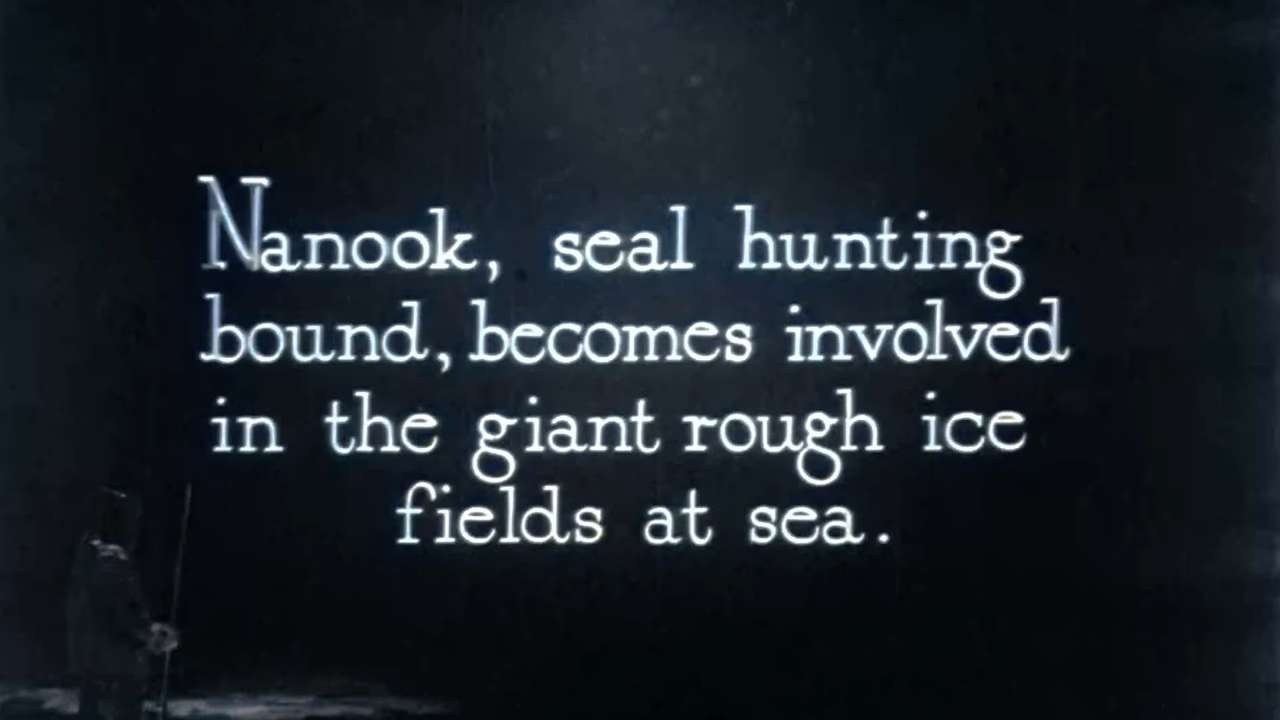 Nanook, seal hunting
bound, becomes involved
in the giant rough ice
fields at sea.